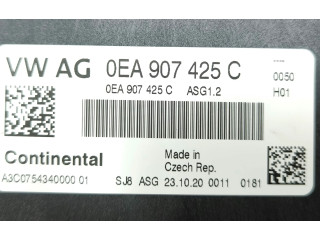 VW AG 0EA 907 425 C
0EA 907 425 C ASG1.2
0050
H01
Continental
Made in
Czech Rep.
A3C0754340000 01
SJ8 ASG 23.10.20 0011 0181